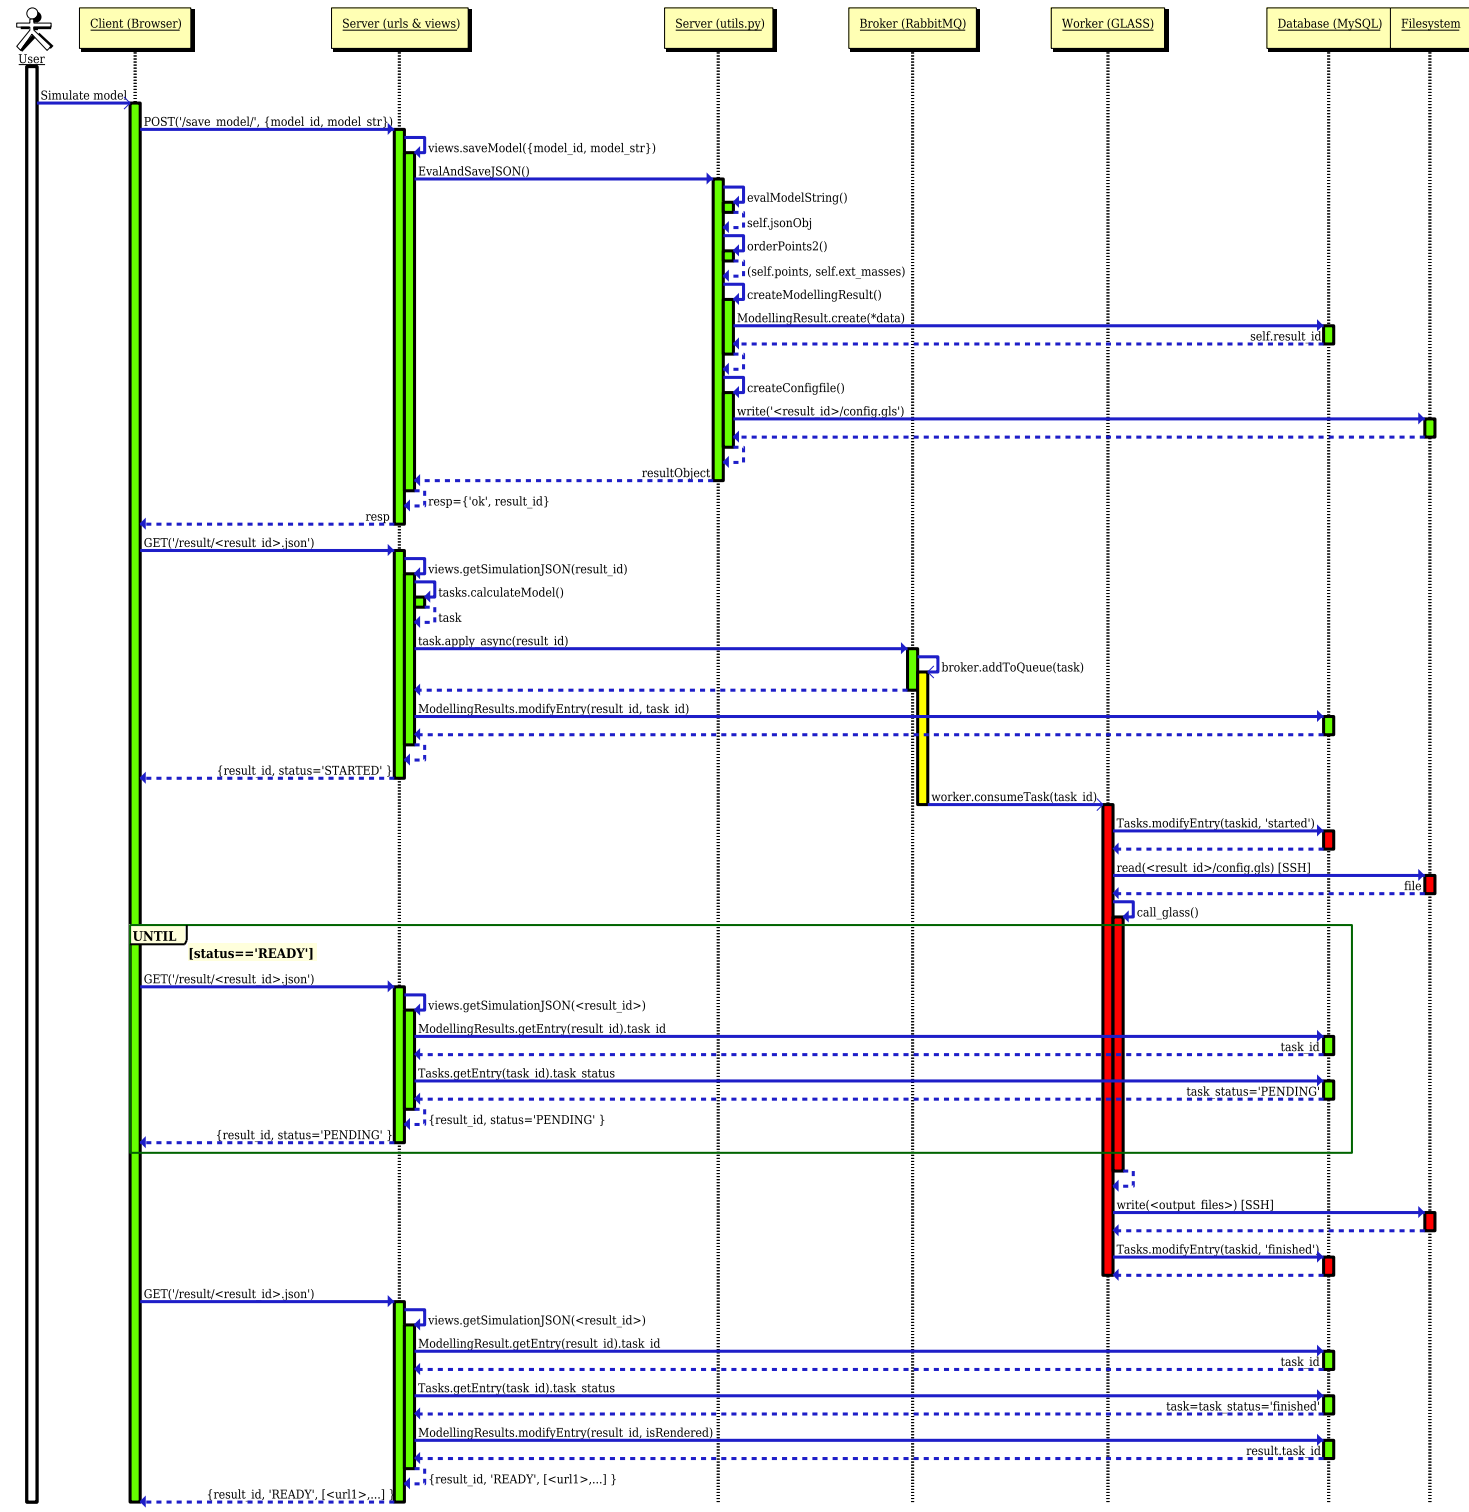 Client (Browser)
Server (urls & views)
Server (utils.py)
Broker (RabbitMQ)
Worker (GLASS)
Database (MySQL)
Filesystem
User
Simulate model
POST('/save_model/', {model_id, model_str})
views.saveModel({model_id, model_str})
EvalAndSaveJSON()
evalModelString()
self.jsonObj
orderPoints2()
(self.points, self.ext_masses)
createModellingResult()
ModellingResult.create(*data)
self.result_id
createConfigfile()
write('<result_id>/config.gls')
resultObject
resp={'ok', result_id}
resp
GET('/result/<result_id>.json')
views.getSimulationJSON(result_id)
tasks.calculateModel()
task
task.apply_async(result_id)
broker.addToQueue(task)
ModellingResults.modifyEntry(result_id, task_id)
{result_id, status='STARTED' }
worker.consumeTask(task_id)
Tasks.modifyEntry(taskid, 'started')
read(<result_id>/config.gls) [SSH]
file
call_glass()
UNTIL
[status=='READY']
GET('/result/<result_id>.json')
views.getSimulationJSON(<result_id>)
ModellingResults.getEntry(result_id).task_id
task_id
Tasks.getEntry(task_id).task_status
task_status='PENDING'
{result_id, status='PENDING' }
{result_id, status='PENDING' }
write(<output_files>) [SSH]
Tasks.modifyEntry(taskid, 'finished')
GET('/result/<result_id>.json')
views.getSimulationJSON(<result_id>)
ModellingResult.getEntry(result_id).task_id
task_id
Tasks.getEntry(task_id).task_status
task=task_status='finished'
ModellingResults.modifyEntry(result_id, isRendered)
result.task_id
{result_id, 'READY', [<url1>,...] }
{result_id, 'READY', [<url1>,...] }